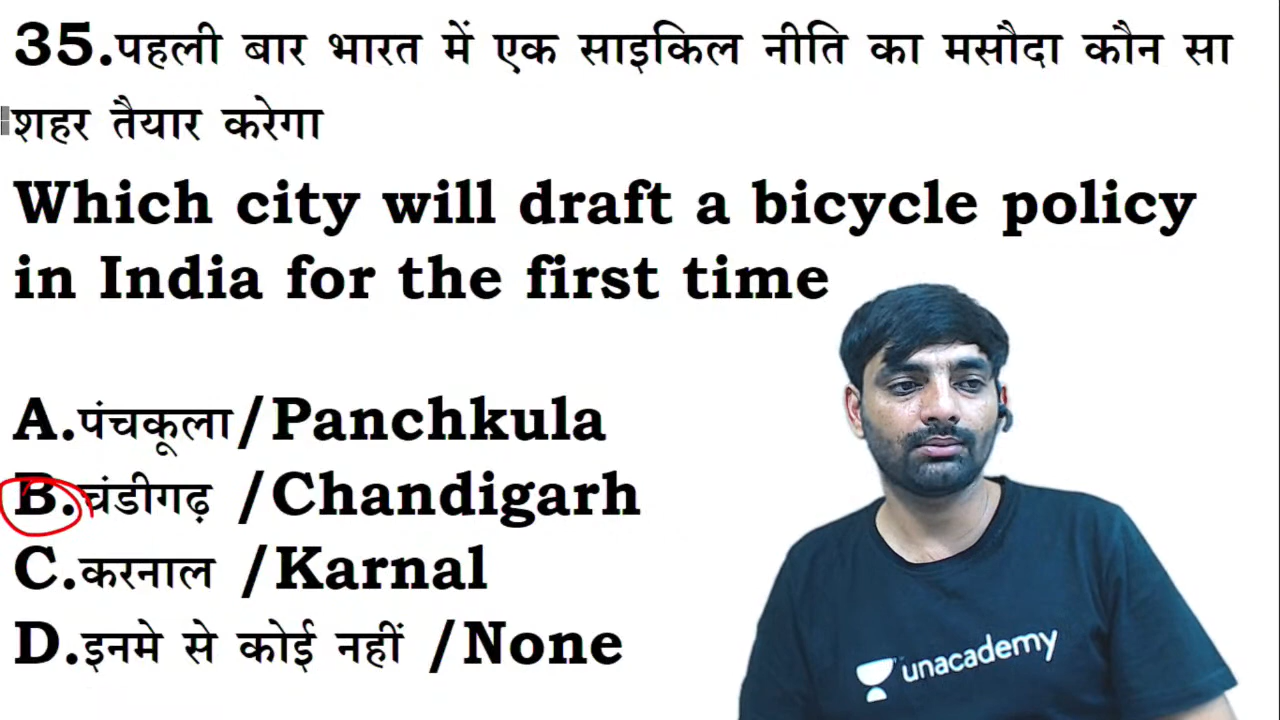 35.पहली बार भारत में एक साइकिल नीति का मसौदा कौन सा
शहर तैयार करेगा
Which city will draft a bicycle policy
in India for the first time
A.पंचकूला/Panchkula
B.चंडीगढ़ /Chandigarh
C.करनाल /Karnal
D.इनमे से कोई नहीं /None
unacademy